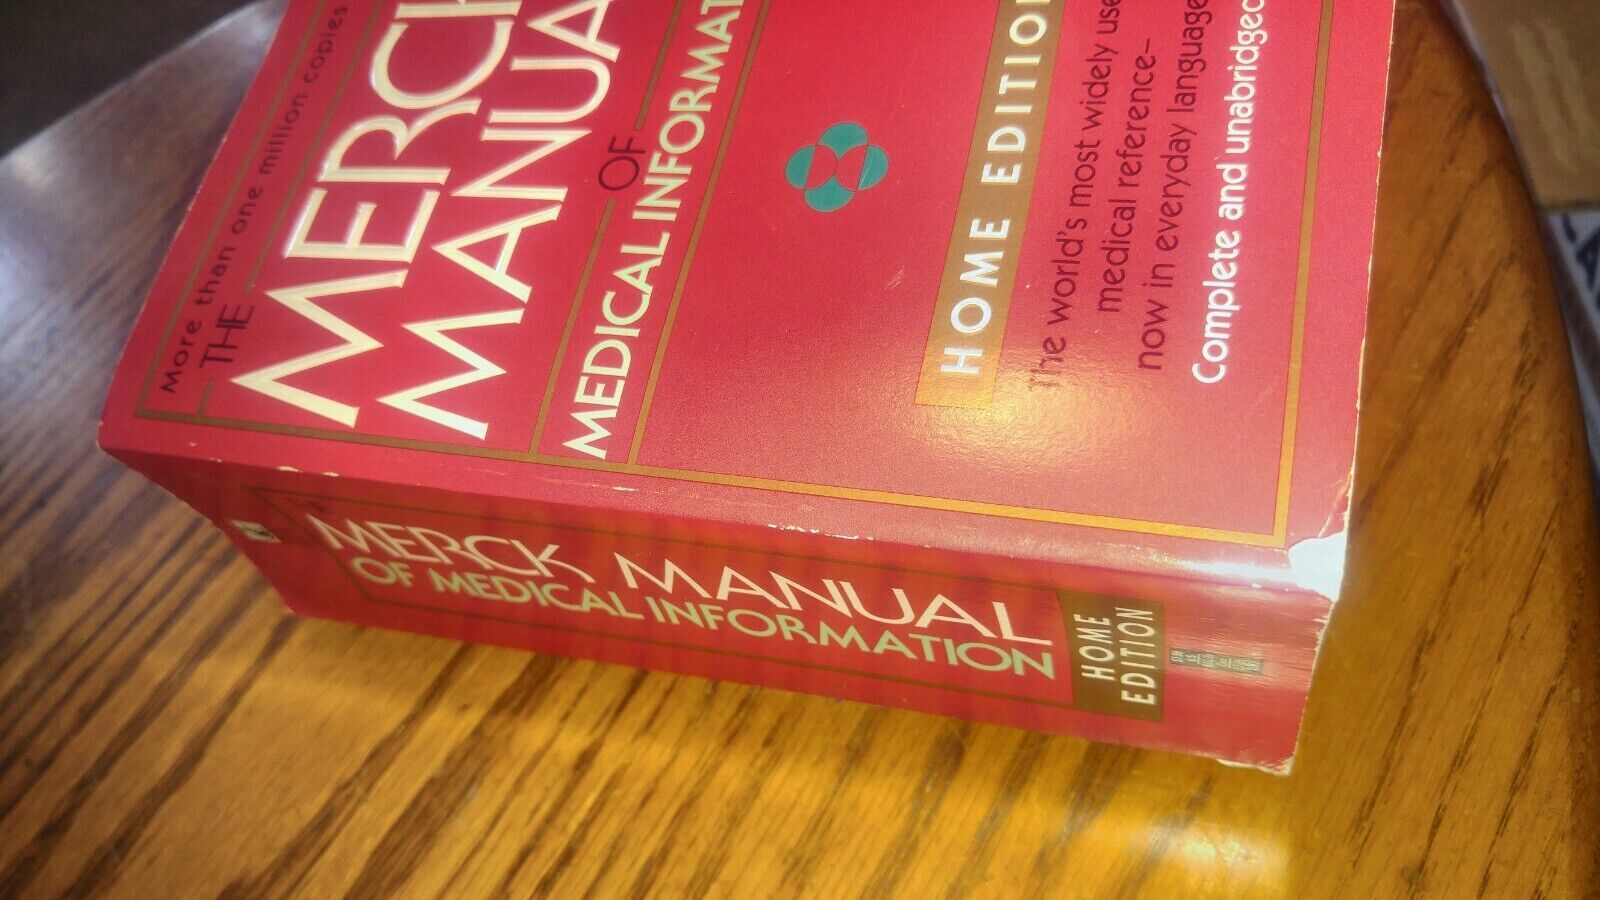 More than one million copies
THE
MERCK
MANUA
OF
MEDICAL INFORMAT
HOME EDITION
The world's most widely use
medical reference–
now in everyday language
Complete and unabridged
MERCK MANUAL
OF MEDICAL INFORMATION
HOME
EDITION